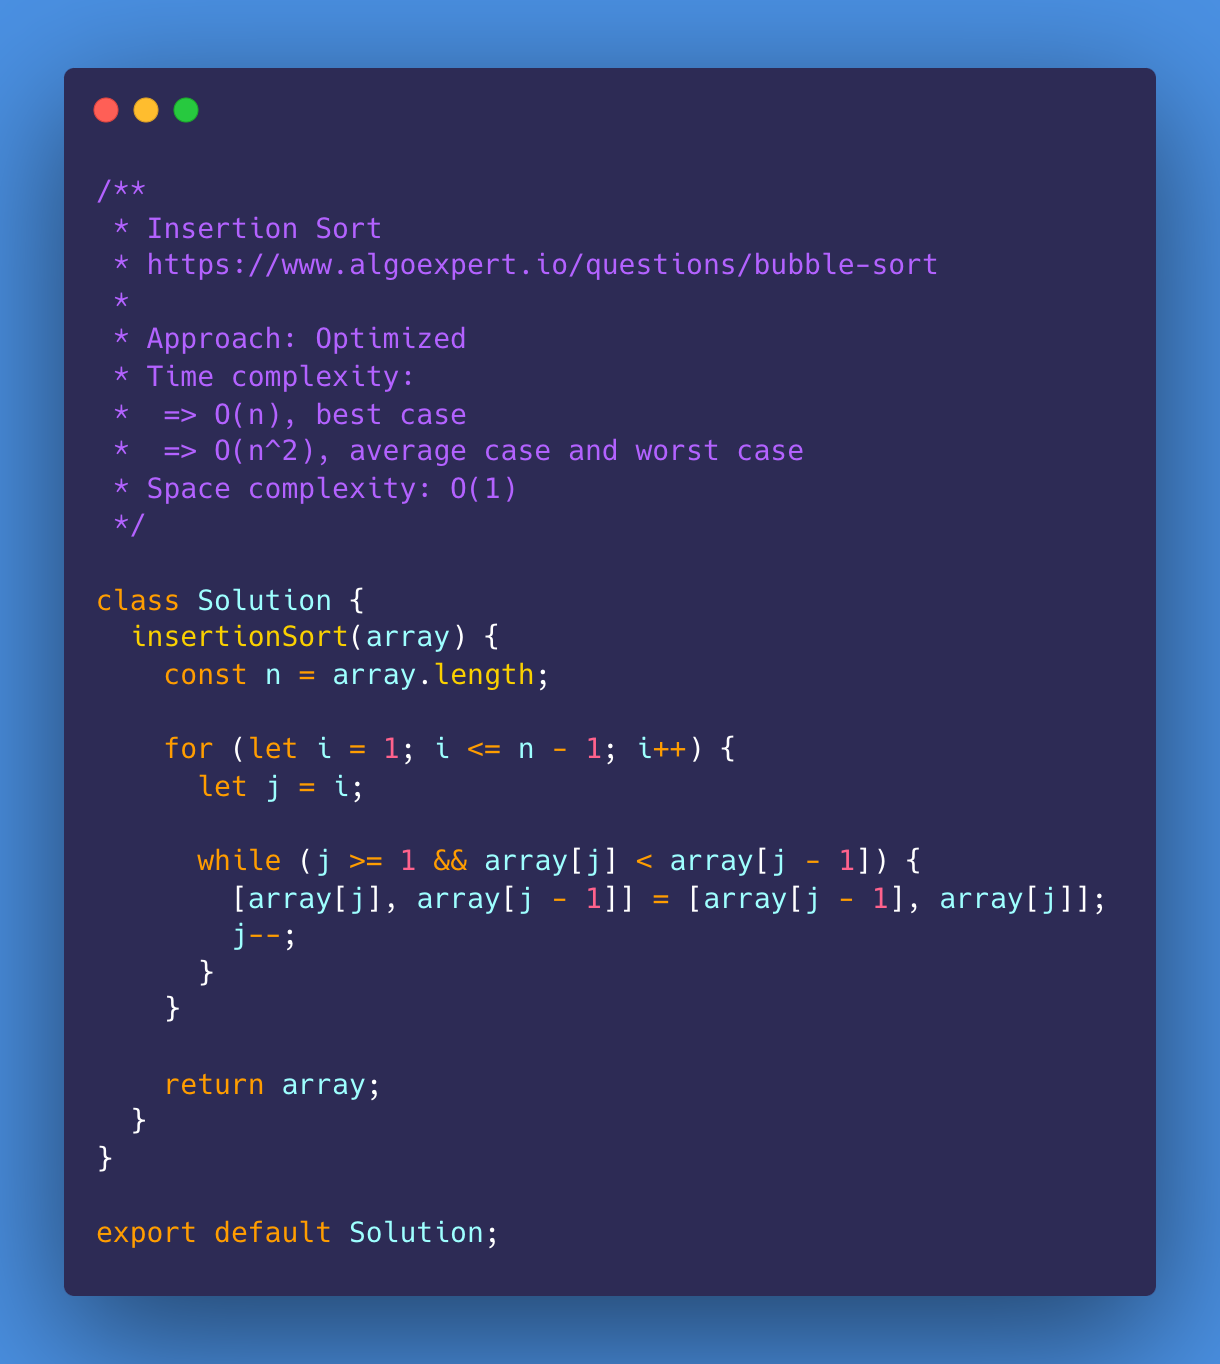 /**
 * Insertion Sort
 * https://www.algoexpert.io/questions/bubble-sort
 *
 * Approach: Optimized
 * Time complexity:
 *  => O(n), best case
 *  => O(n^2), average case and worst case
 * Space complexity: O(1)
 */

class Solution {
  insertionSort(array) {
    const n = array.length;

    for (let i = 1; i <= n - 1; i++) {
      let j = i;

      while (j >= 1 && array[j] < array[j - 1]) {
        [array[j], array[j - 1]] = [array[j - 1], array[j]];
        j--;
      }
    }

    return array;
  }
}

export default Solution;